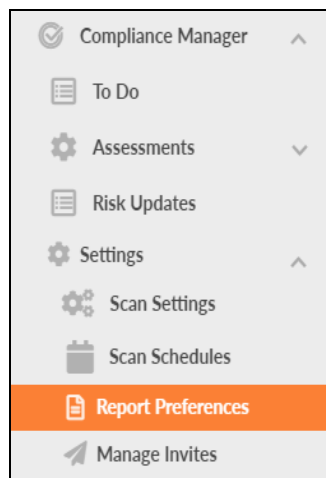 Compliance Manager
To Do
Assessments
Risk Updates
Settings
Scan Settings
Scan Schedules
Report Preferences
Manage Invites